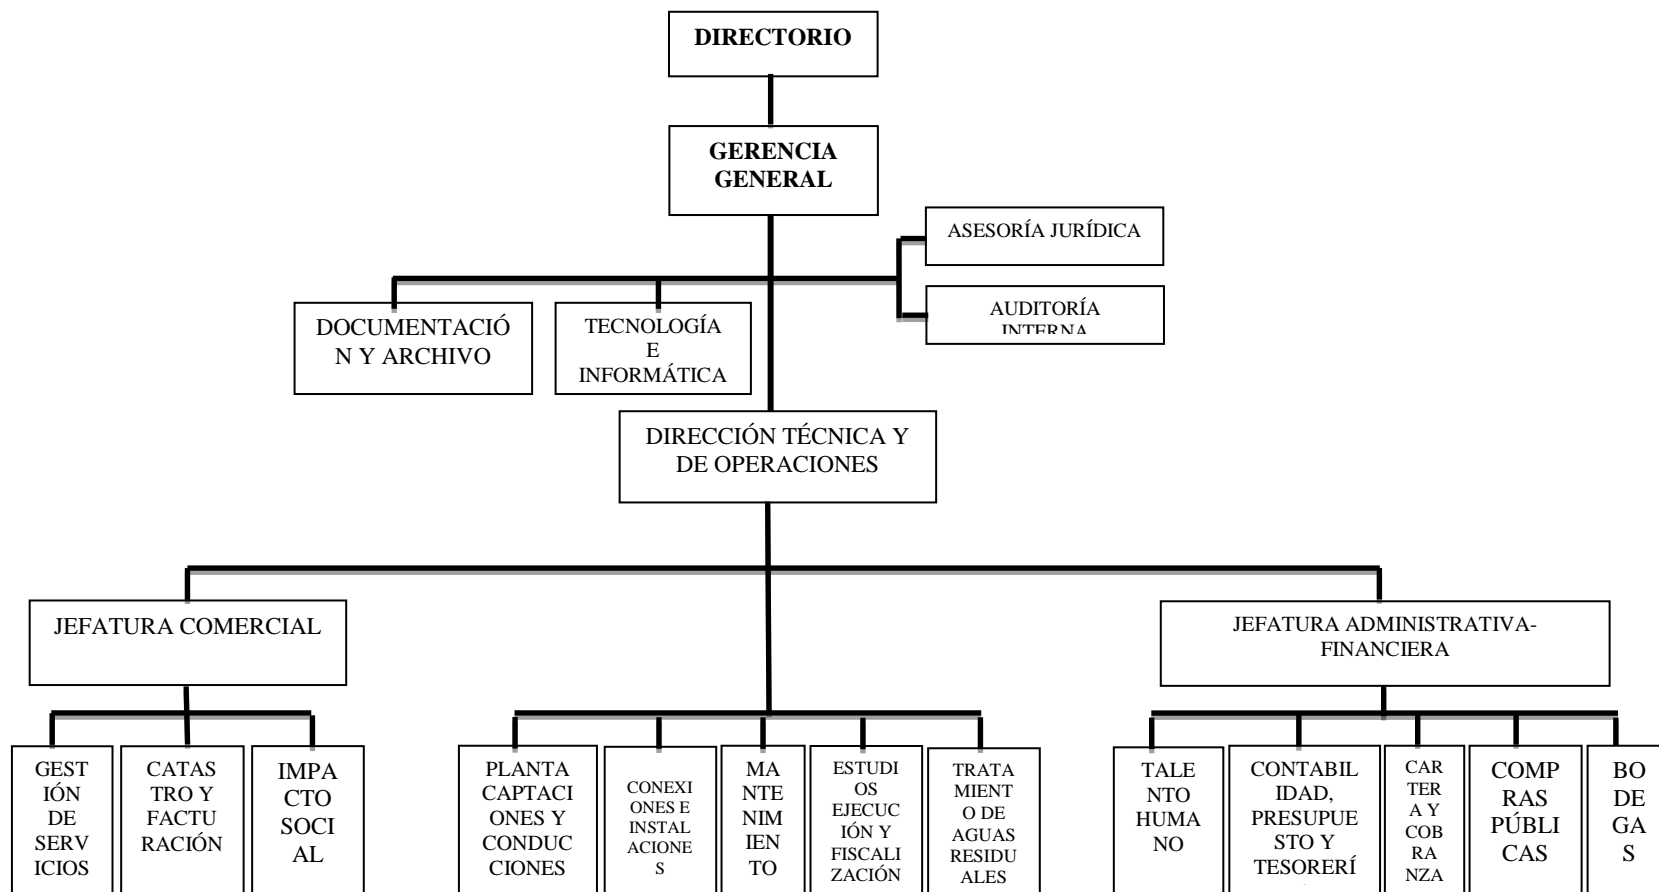 DIRECTORIO
GERENCIA
GENERAL
ASESORÍA JURÍDICA
AUDITORÍA
INTERNA
DOCUMENTACIÓ
N Y ARCHIVO
TECNOLOGÍA
E
INFORMÁTICA
DIRECCIÓN TÉCNICA Y
DE OPERACIONES
JEFATURA COMERCIAL
JEFATURA ADMINISTRATIVA-
FINANCIERA
GEST
IÓN
DE
SERV
ICIOS
CATAS
TRO Y
FACTU
RACIÓN
IMPA
CTO
SOCI
AL
PLANTA
CAPTACI
ONES Y
CONDUC
CIONES
CONEXI
ONES E
INSTAL
ACIONE
S
MA
NTE
NIM
IEN
TO
ESTUDI
OS
EJECUC
IÓN Y
FISCALI
ZACIÓN
TRATA
MIENT
O DE
AGUAS
RESIDU
ALES
TALE
NTO
HUMA
NO
CONTABIL
IDAD,
PRESUPUE
STO Y
TESORERÍ
CAR
TER
A Y
COB
RA
NZA
COMP
RAS
PÚBLI
CAS
BO
DE
GA
S